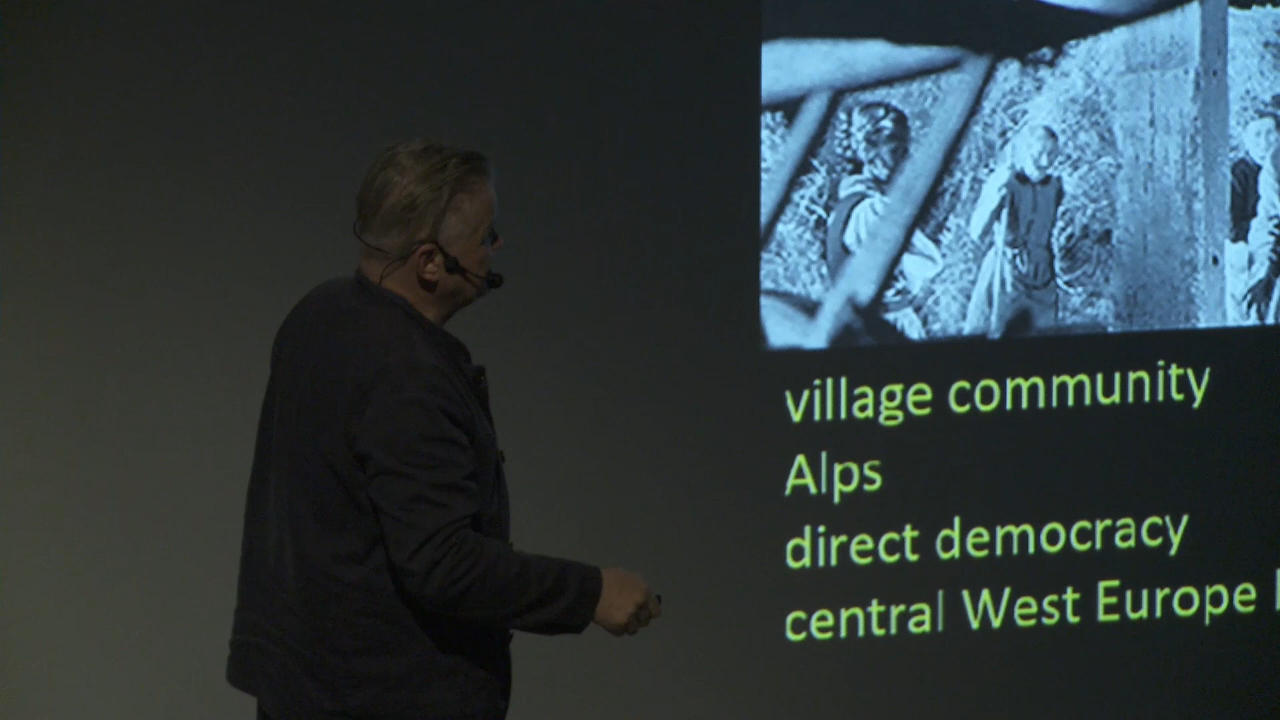 village community
Alps
direct democracy
central West Europe